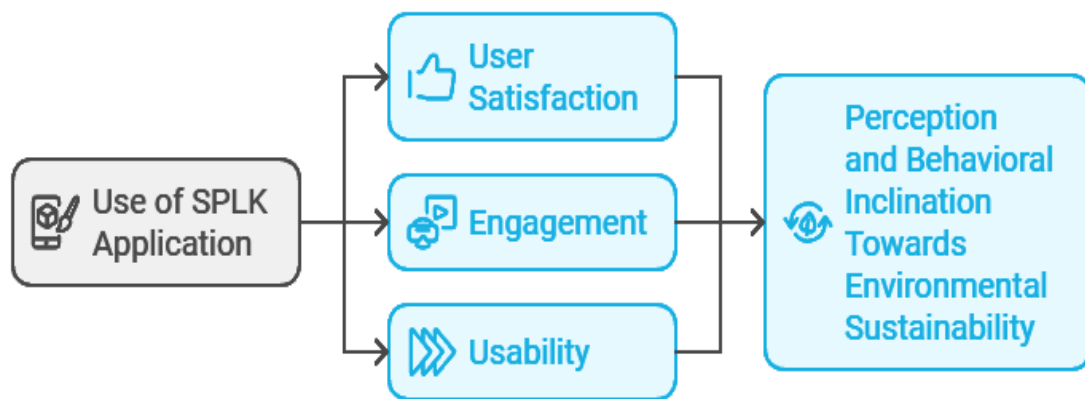 Use of SPLK
Application
User
Satisfaction
Engagement
Usability
Perception
and Behavioral
Inclination
Towards
Environmental
Sustainability